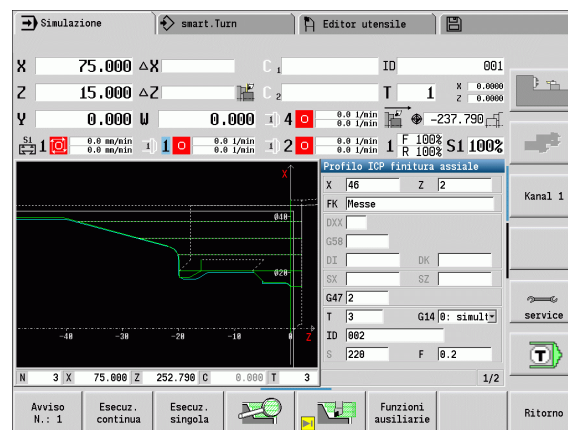 Simulazione smart.Turn Editor utensile
X 75.000 △X C 1 ID 001
Z 15.000 △Z C 2 T 1 X 0.0000 Z 0.0000
Y 0.000 W 0.000 4 0.0 1/min 0.0 1/min -237.790
S1 1 0.0 mm/min 0.0 mm/min 1 0.0 1/min 0.0 1/min 2 0.0 1/min 0.0 1/min 1 F 100% R 100% S1 100%
Profilo ICP finitura assiale
X 46 Z 2
FK Messe
DXX
G58
DI DK
SX SZ
G47 2
T 3 G14 0: simult
ID 002
S 220 F 0.2
1/2
X
Ø40
Ø20
-40 -30 -20 -10 0 Z
N 3 X 75.000 Z 252.790 C 0.000 T 3
Kanal 1
service
T
Avviso N.: 1
Esecuz. continua
Esecuz. singola
Funzioni ausiliarie
Ritorno